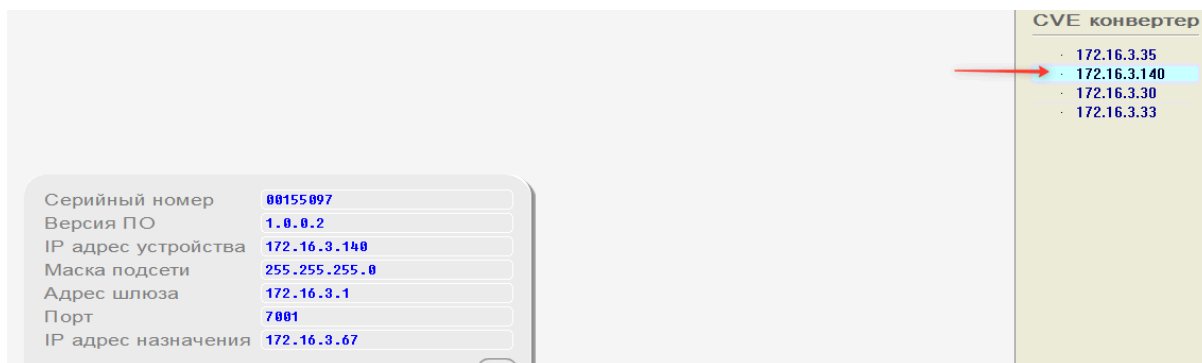 CVE конвертер
· 172.16.3.35
· 172.16.3.140
· 172.16.3.30
· 172.16.3.33
Серийный номер 00155097
Версия ПО 1.0.0.2
IP адрес устройства 172.16.3.140
Маска подсети 255.255.255.0
Адрес шлюза 172.16.3.1
Порт 7001
IP адрес назначения 172.16.3.67